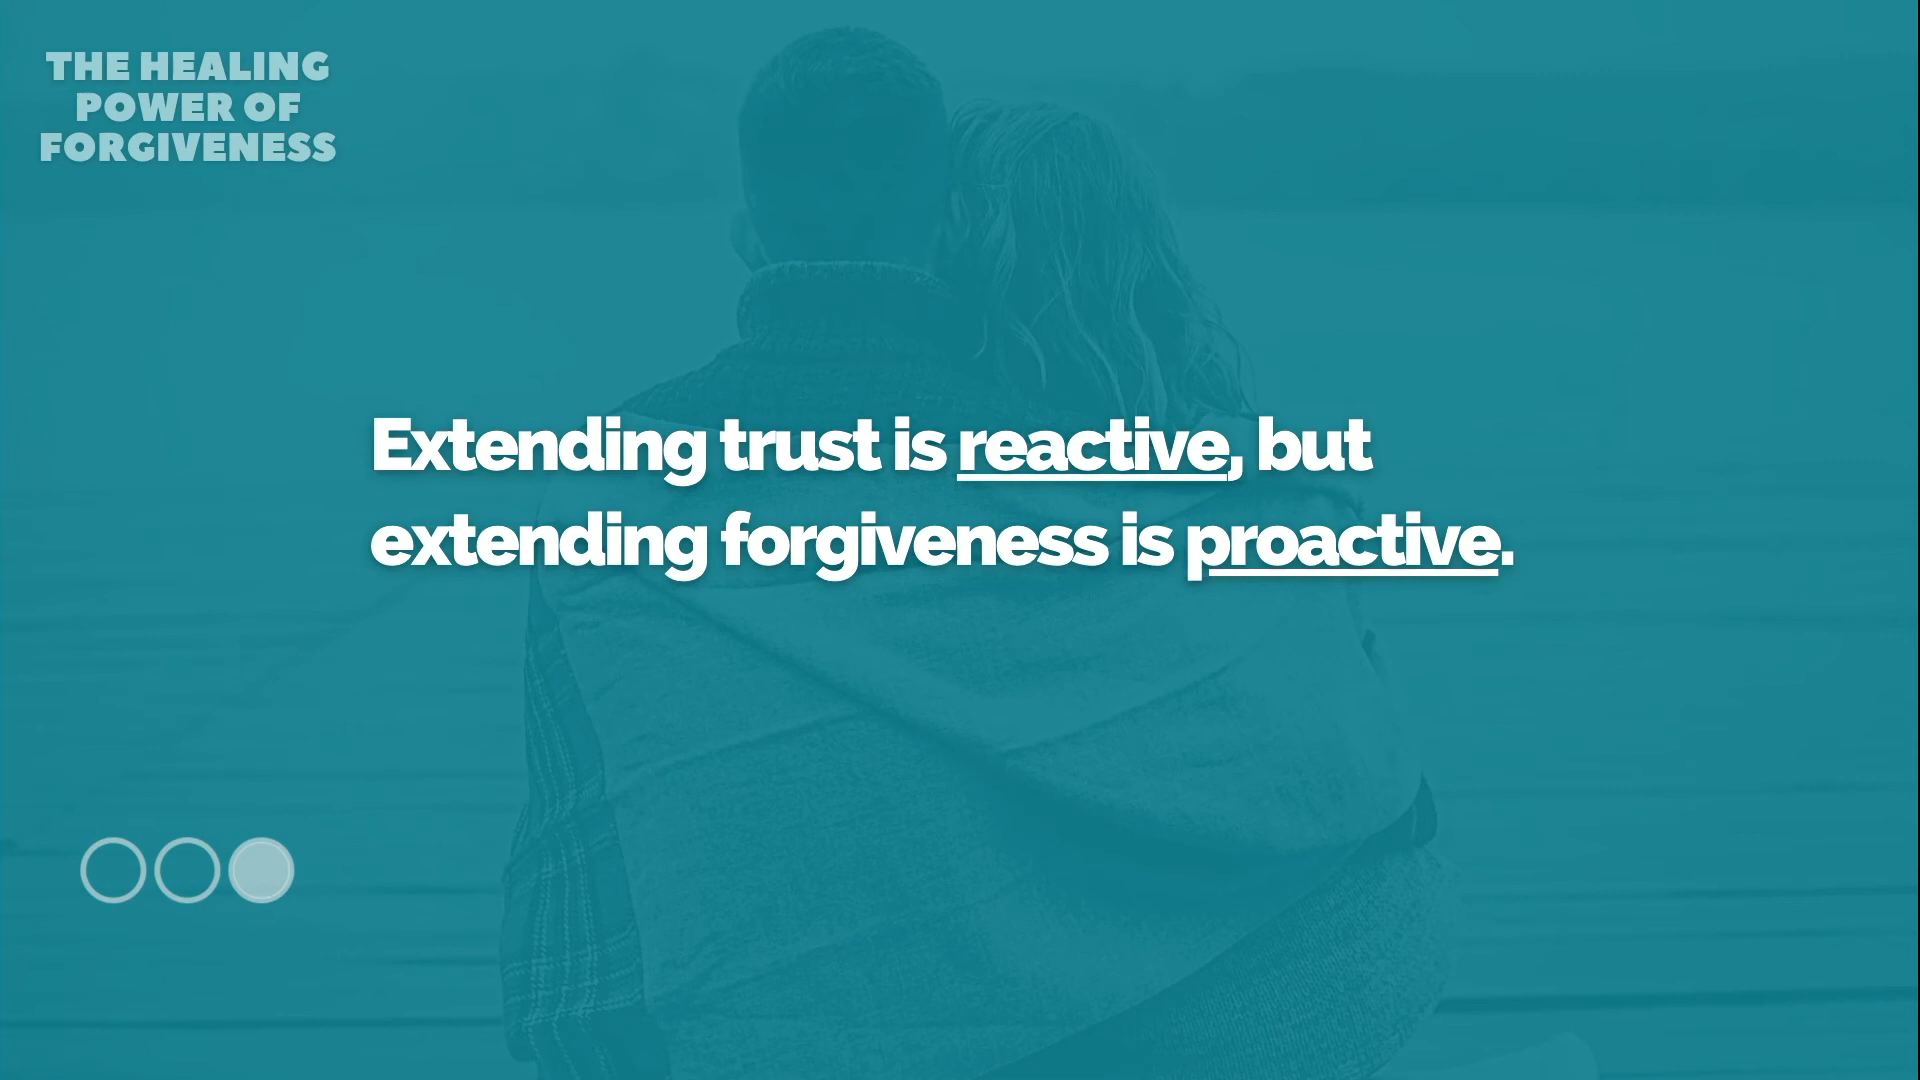 THE HEALING
POWER OF
FORGIVENESS
Extending trust is reactive, but
extending forgiveness is proactive.